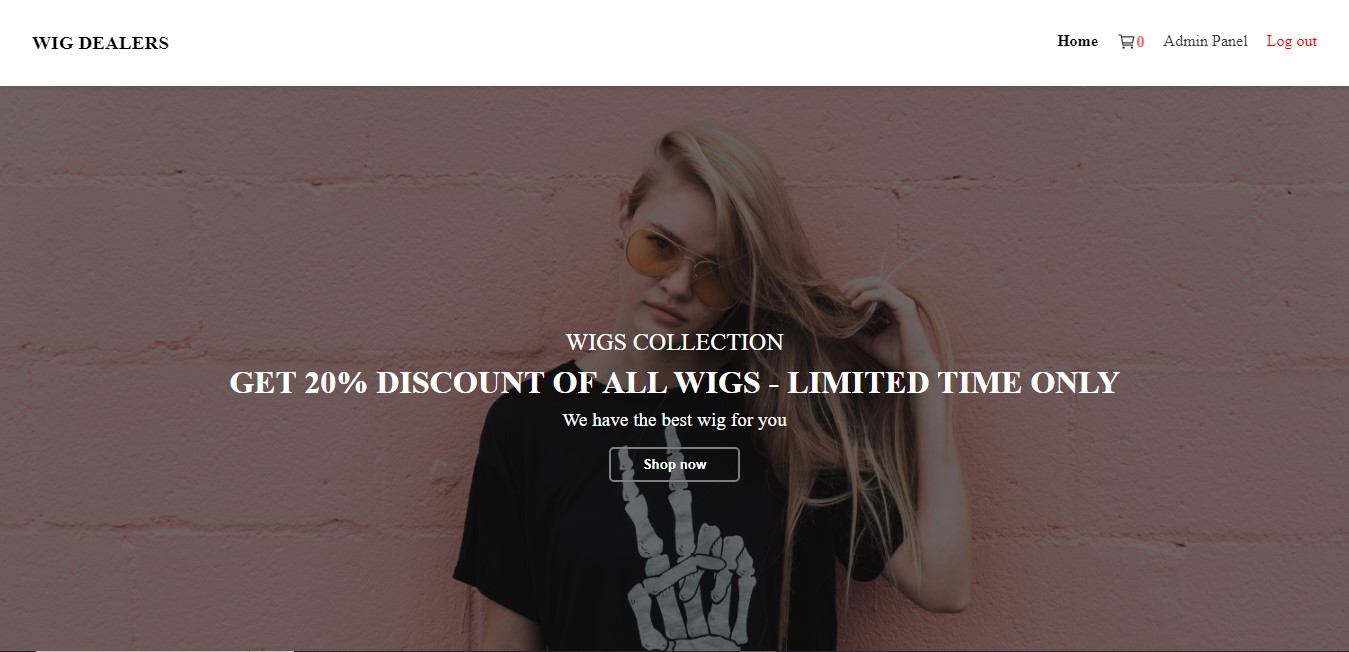 WIG DEALERS
Home 0 Admin Panel Log out
WIGS COLLECTION
GET 20% DISCOUNT OF ALL WIGS - LIMITED TIME ONLY
We have the best wig for you
Shop now